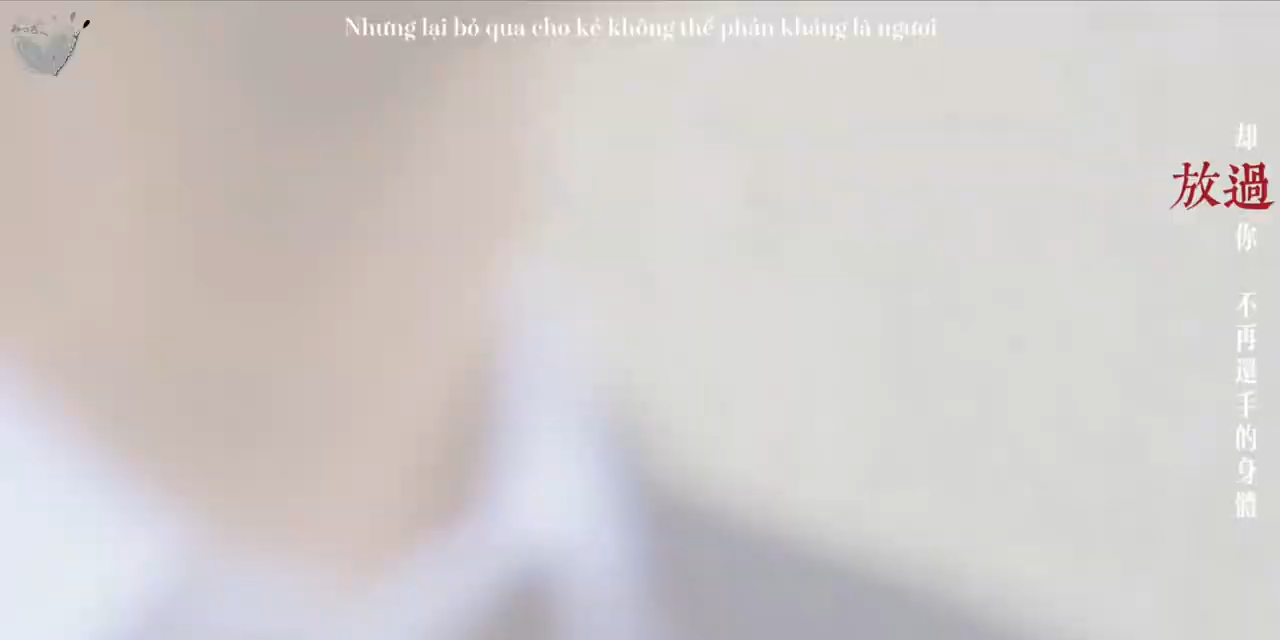 Nhưng lại bỏ qua cho kẻ không thể phản kháng là ngươi
却放過你 不再還手的身體